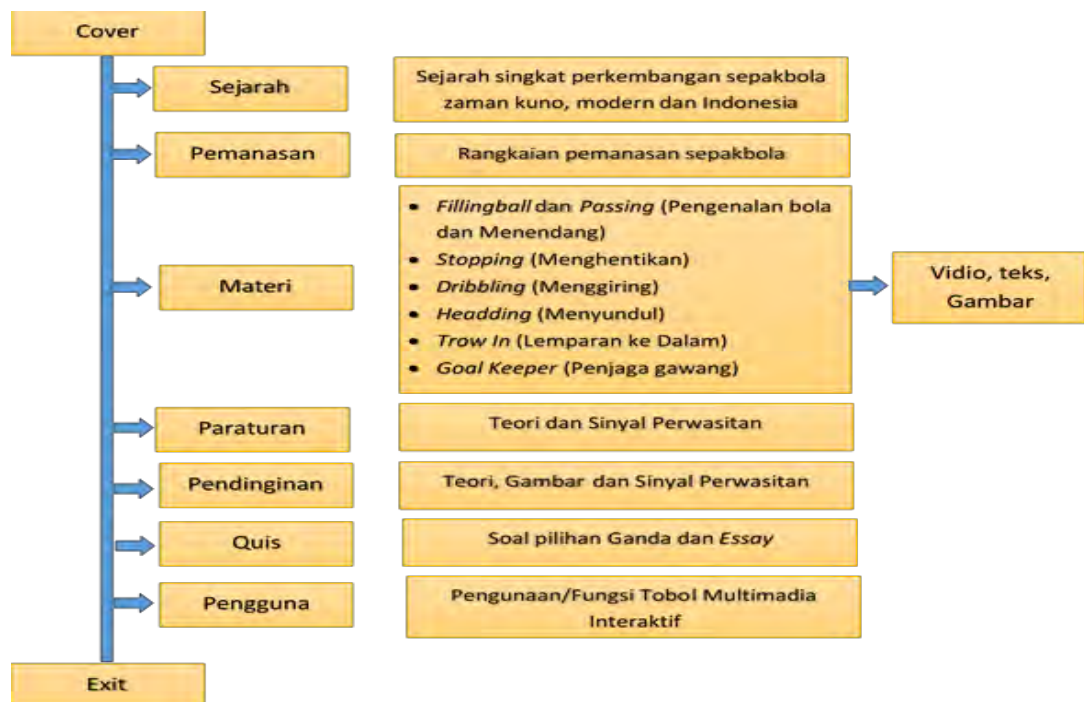 Cover
Sejarah
Sejarah singkat perkembangan sepakbola
zaman kuno, modern dan Indonesia
Pemanasan
Rangkaian pemanasan sepakbola
Materi
• Fillingball dan Passing (Pengenalan bola
dan Menendang)
• Stopping (Menghentikan)
• Dribbling (Menggiring)
• Headding (Menyundul)
• Trow In (Lemparan ke Dalam)
• Goal Keeper (Penjaga gawang)
Vidio, teks,
Gambar
Paraturan
Teori dan Sinyal Perwasitan
Pendinginan
Teori, Gambar dan Sinyal Perwasitan
Quis
Soal pilihan Ganda dan Essay
Pengguna
Pengunaan/Fungsi Tobol Multimadia
Interaktif
Exit